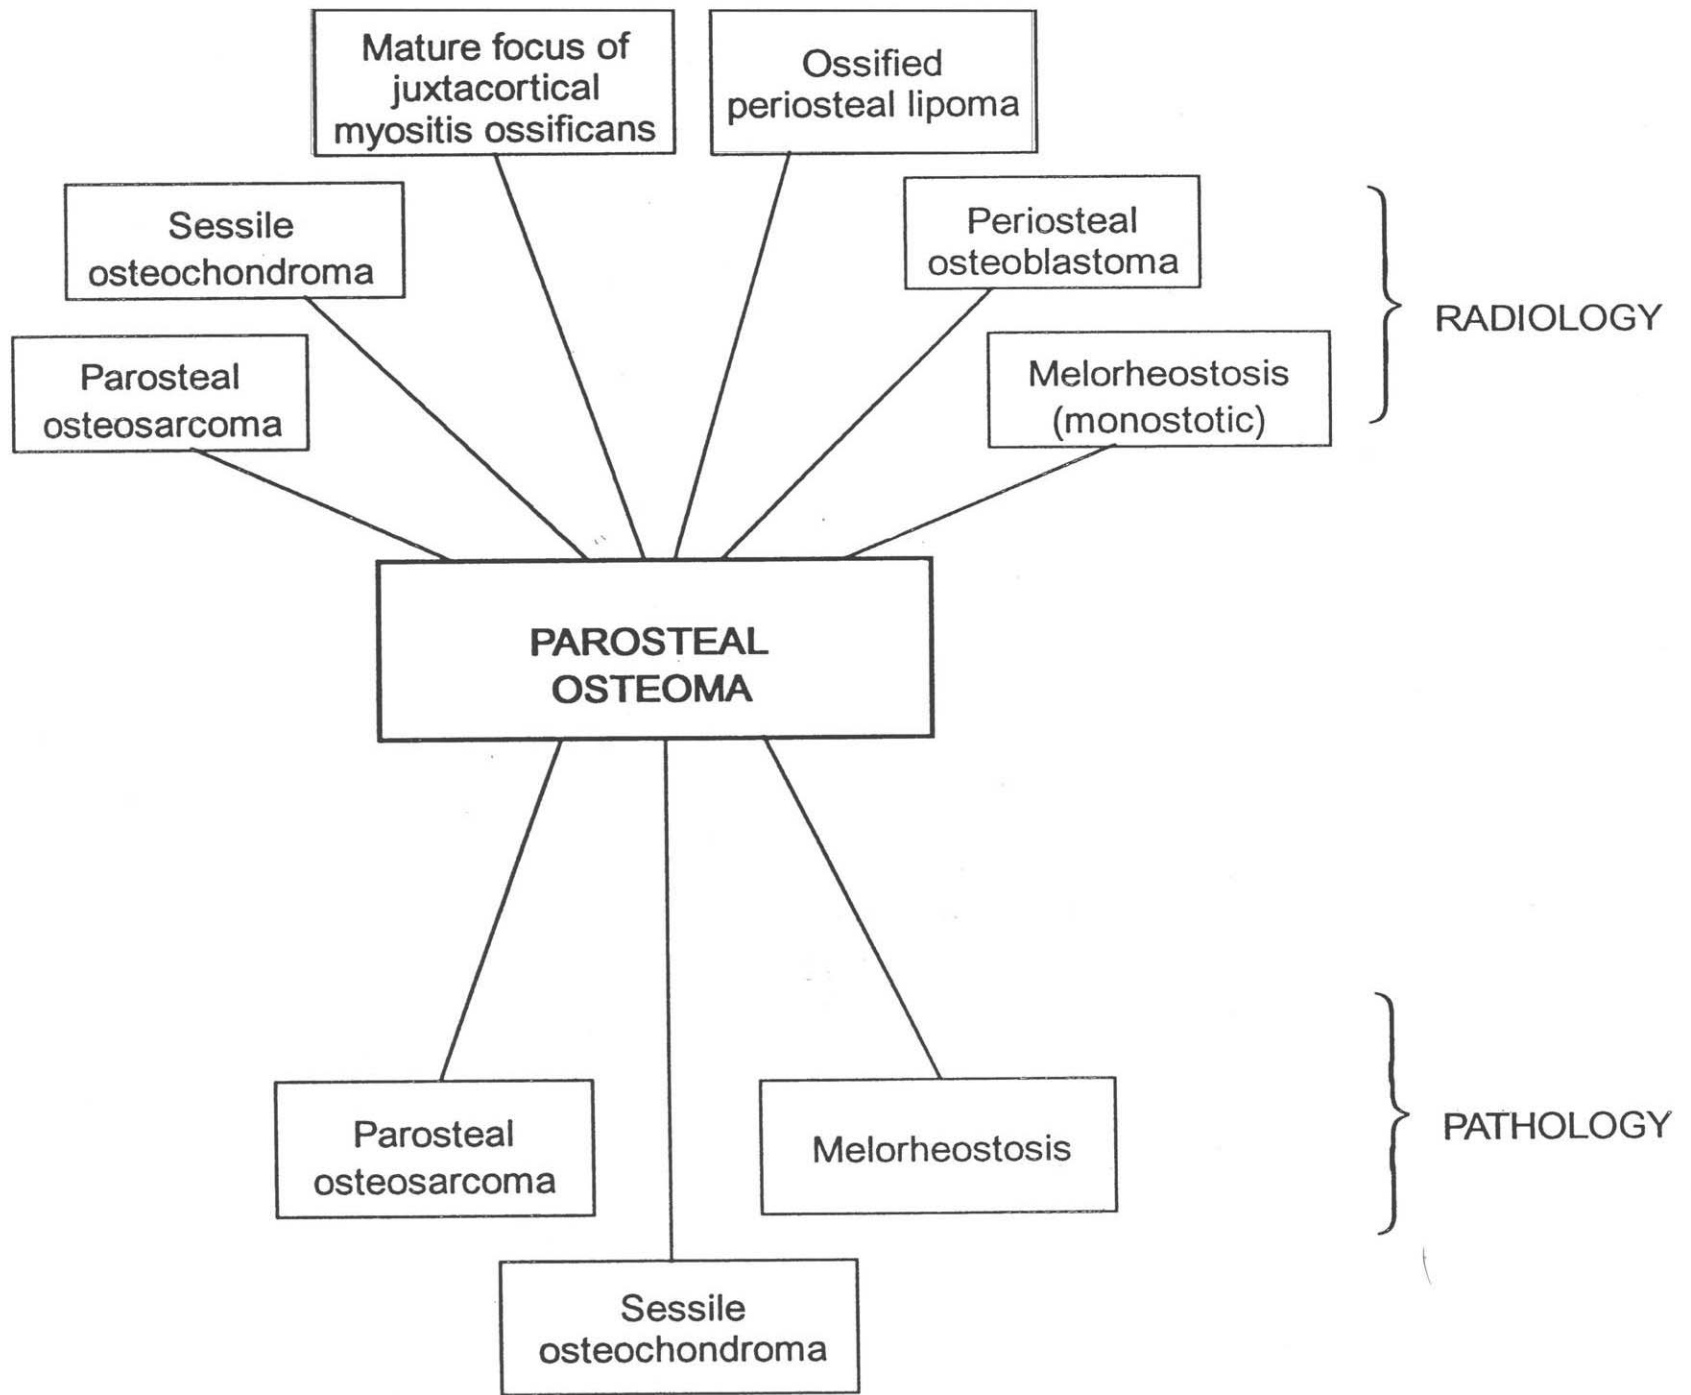 Mature focus of
juxtacortical
myositis ossificans
Ossified
periosteal lipoma
Sessile
osteochondroma
Periosteal
osteoblastoma
RADIOLOGY
Parosteal
osteosarcoma
Melorheostosis
(monostotic)
PAROSTEAL
OSTEOMA
Parosteal
osteosarcoma
Melorheostosis
PATHOLOGY
Sessile
osteochondroma